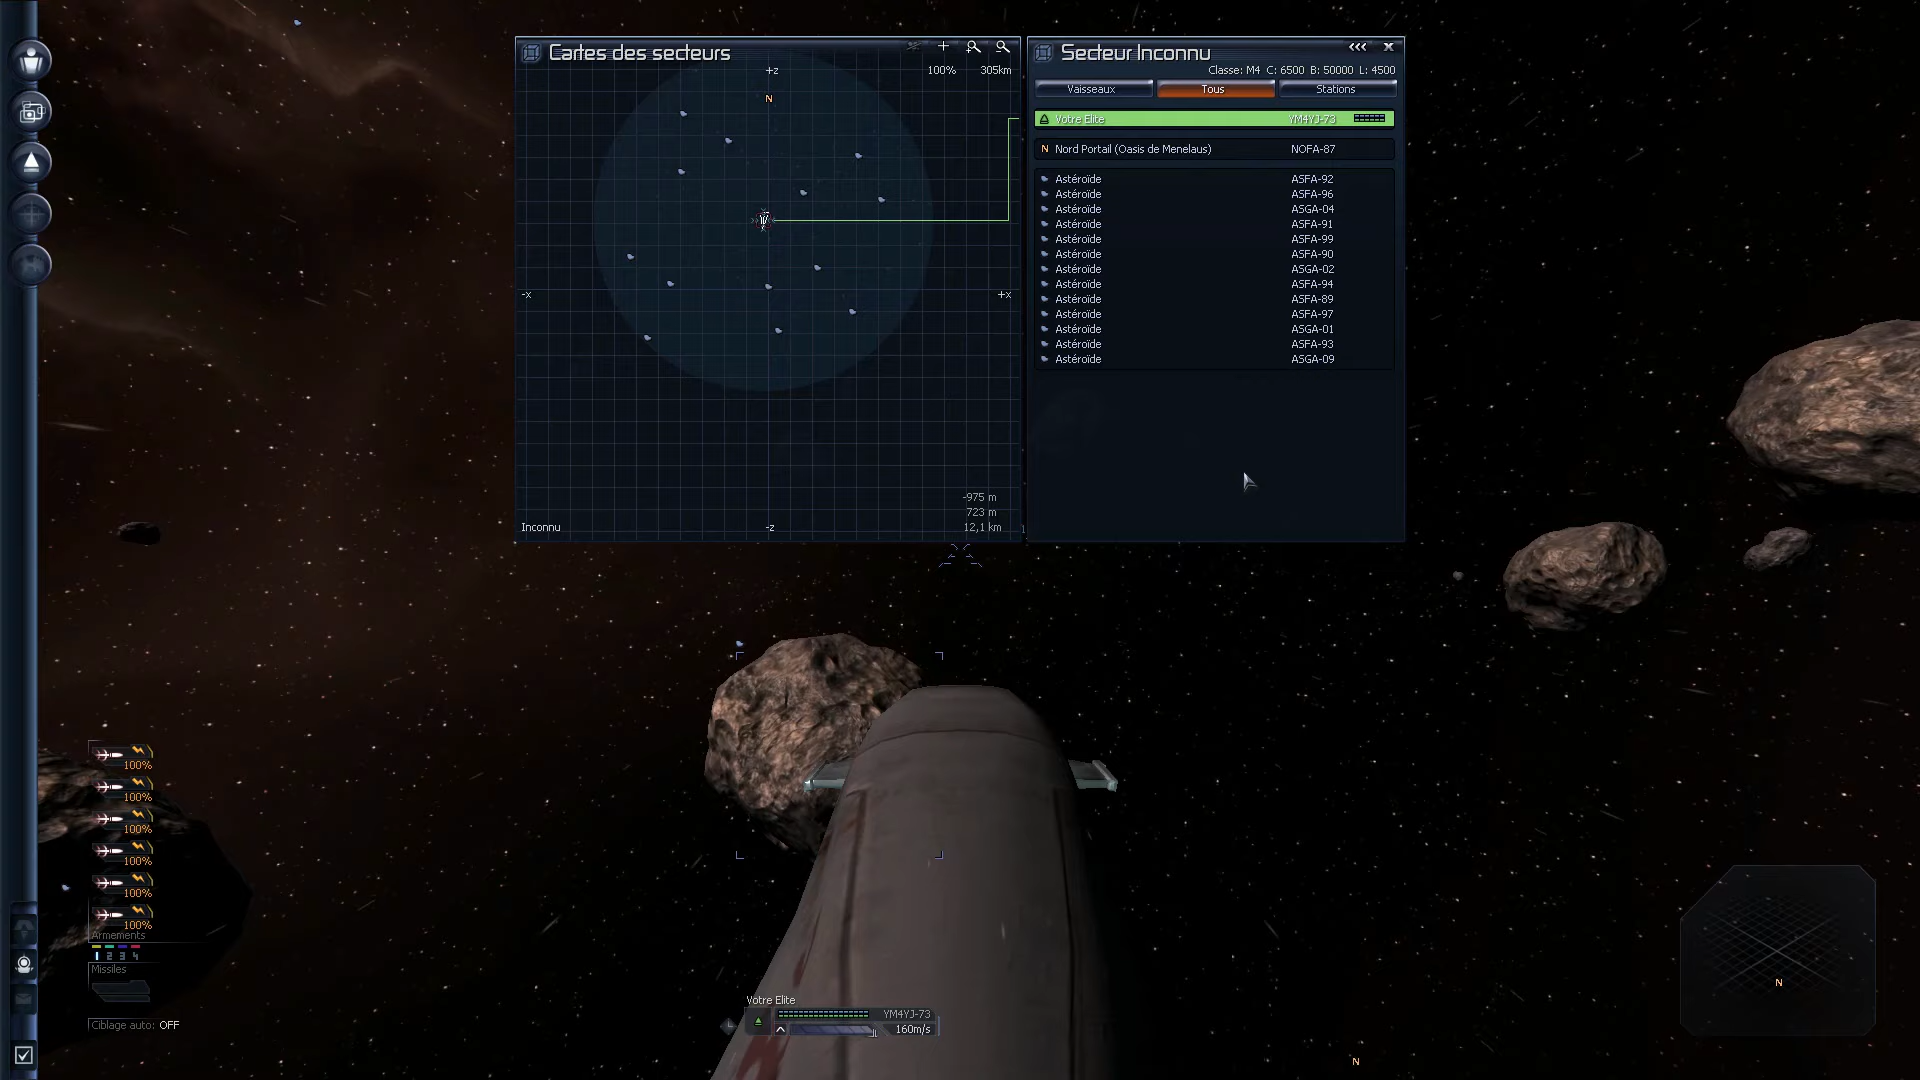 Cartes des secteurs
100% 305km
+z
N
-x
+x
-975 m
723 m
12,1 km
Inconnu
-z
Secteur Inconnu
Classe: M4 C: 6500 B: 50000 L: 4500
Vaisseaux Tous Stations
Votre Elite YM4YJ-73
N Nord Portail (Oasis de Menelaus) NOFA-87
Astéroïde ASFA-92
Astéroïde ASFA-96
Astéroïde ASGA-04
Astéroïde ASFA-91
Astéroïde ASFA-99
Astéroïde ASFA-90
Astéroïde ASGA-02
Astéroïde ASFA-94
Astéroïde ASFA-89
Astéroïde ASFA-97
Astéroïde ASGA-01
Astéroïde ASFA-93
Astéroïde ASGA-09
100%
100%
100%
100%
100%
100%
Armements
1 2 3 4
Missiles
Ciblage auto: OFF
Votre Elite
YM4YJ-73
160m/s
N
N